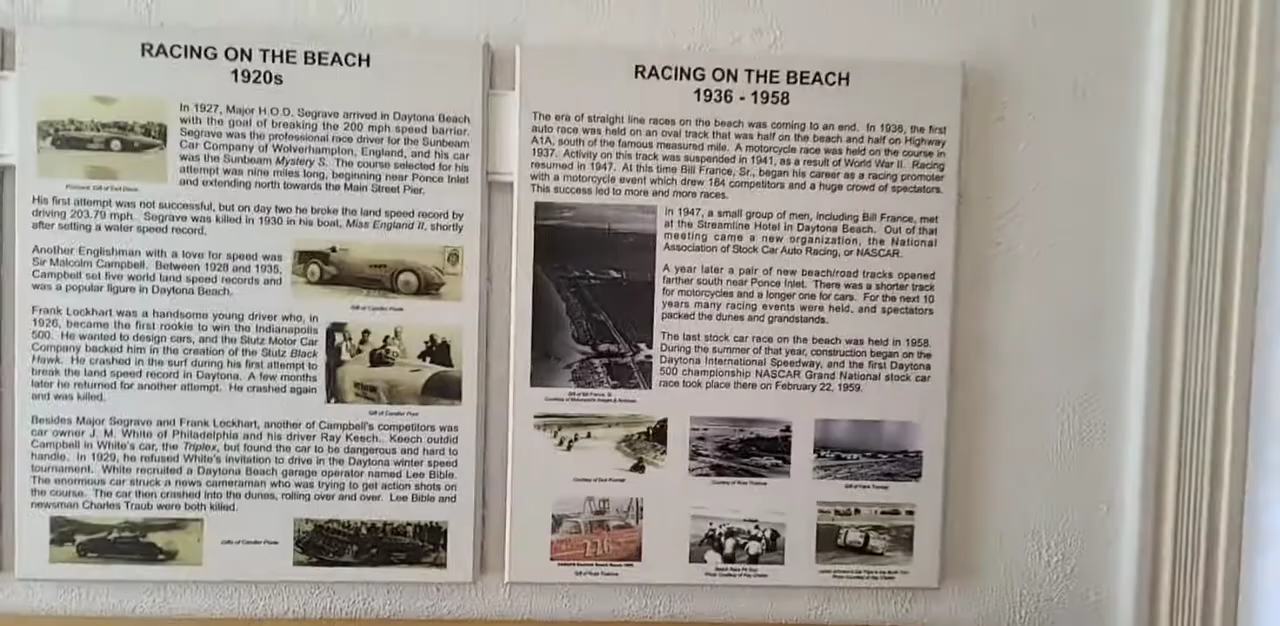 RACING ON THE BEACH
1920s
In 1927, Major H.O.D. Segrave arrived in Daytona Beach
with the goal of breaking the 200 mph speed barrier.
Segrave was the professional race driver for the Sunbeam
Car Company of Wolverhampton, England, and his car
was the Sunbeam Mystery S. The course selected for his
attempt was nine miles long, beginning near Ponce Inlet
and extending north towards the Main Street Pier.
His first attempt was not successful, but on day two he broke the land speed record by
driving 203.79 mph. Segrave was killed in 1930 in his boat, Miss England II, shortly
after setting a water speed record.
Another Englishman with a love for speed was
Sir Malcolm Campbell. Between 1928 and 1935,
Campbell set five world land speed records and
was a popular figure in Daytona Beach.
Frank Lockhart was a handsome young driver who, in
1926, became the first rookie to win the Indianapolis
500. He wanted to design cars, and the Stutz Motor Car
Company backed him in the creation of the Stutz Black
Hawk. He crashed in the surf during his first attempt to
break the land speed record in Daytona. A few months
later he returned for another attempt. He crashed again
and was killed.
Besides Major Segrave and Frank Lockhart, another of Campbell's competitors was
car owner J. M. White of Philadelphia and his driver Ray Keech. Keech outdid
Campbell in White's car, the Triplex, but found the car to be dangerous and hard to
handle. In 1929, he refused White's invitation to drive in the Daytona winter speed
tournament. White recruited a Daytona Beach garage operator named Lee Bible.
The enormous car struck a news cameraman who was trying to get action shots on
the course. The car then crashed into the dunes, rolling over and over. Lee Bible and
newsman Charles Traub were both killed.
RACING ON THE BEACH
1936 - 1958
The era of straight line races on the beach was coming to an end. In 1936, the first
auto race was held on an oval track that was half on the beach and half on Highway
A1A, south of the famous measured mile. A motorcycle race was held on the course in
1937. Activity on this track was suspended in 1941, as a result of World War II. Racing
resumed in 1947. At this time Bill France, Sr., began his career as a racing promoter
with a motorcycle event which drew 184 competitors and a huge crowd of spectators.
This success led to more and more races.
In 1947, a small group of men, including Bill France, met
at the Streamline Hotel in Daytona Beach. Out of that
meeting came a new organization, the National
Association of Stock Car Auto Racing, or NASCAR.
A year later a pair of new beach/road tracks opened
farther south near Ponce Inlet. There was a shorter track
for motorcycles and a longer one for cars. For the next 10
years many racing events were held, and spectators
packed the dunes and grandstands.
The last stock car race on the beach was held in 1958.
During the summer of that year, construction began on the
Daytona International Speedway, and the first Daytona
500 championship NASCAR Grand National stock car
race took place there on February 22, 1959.
226